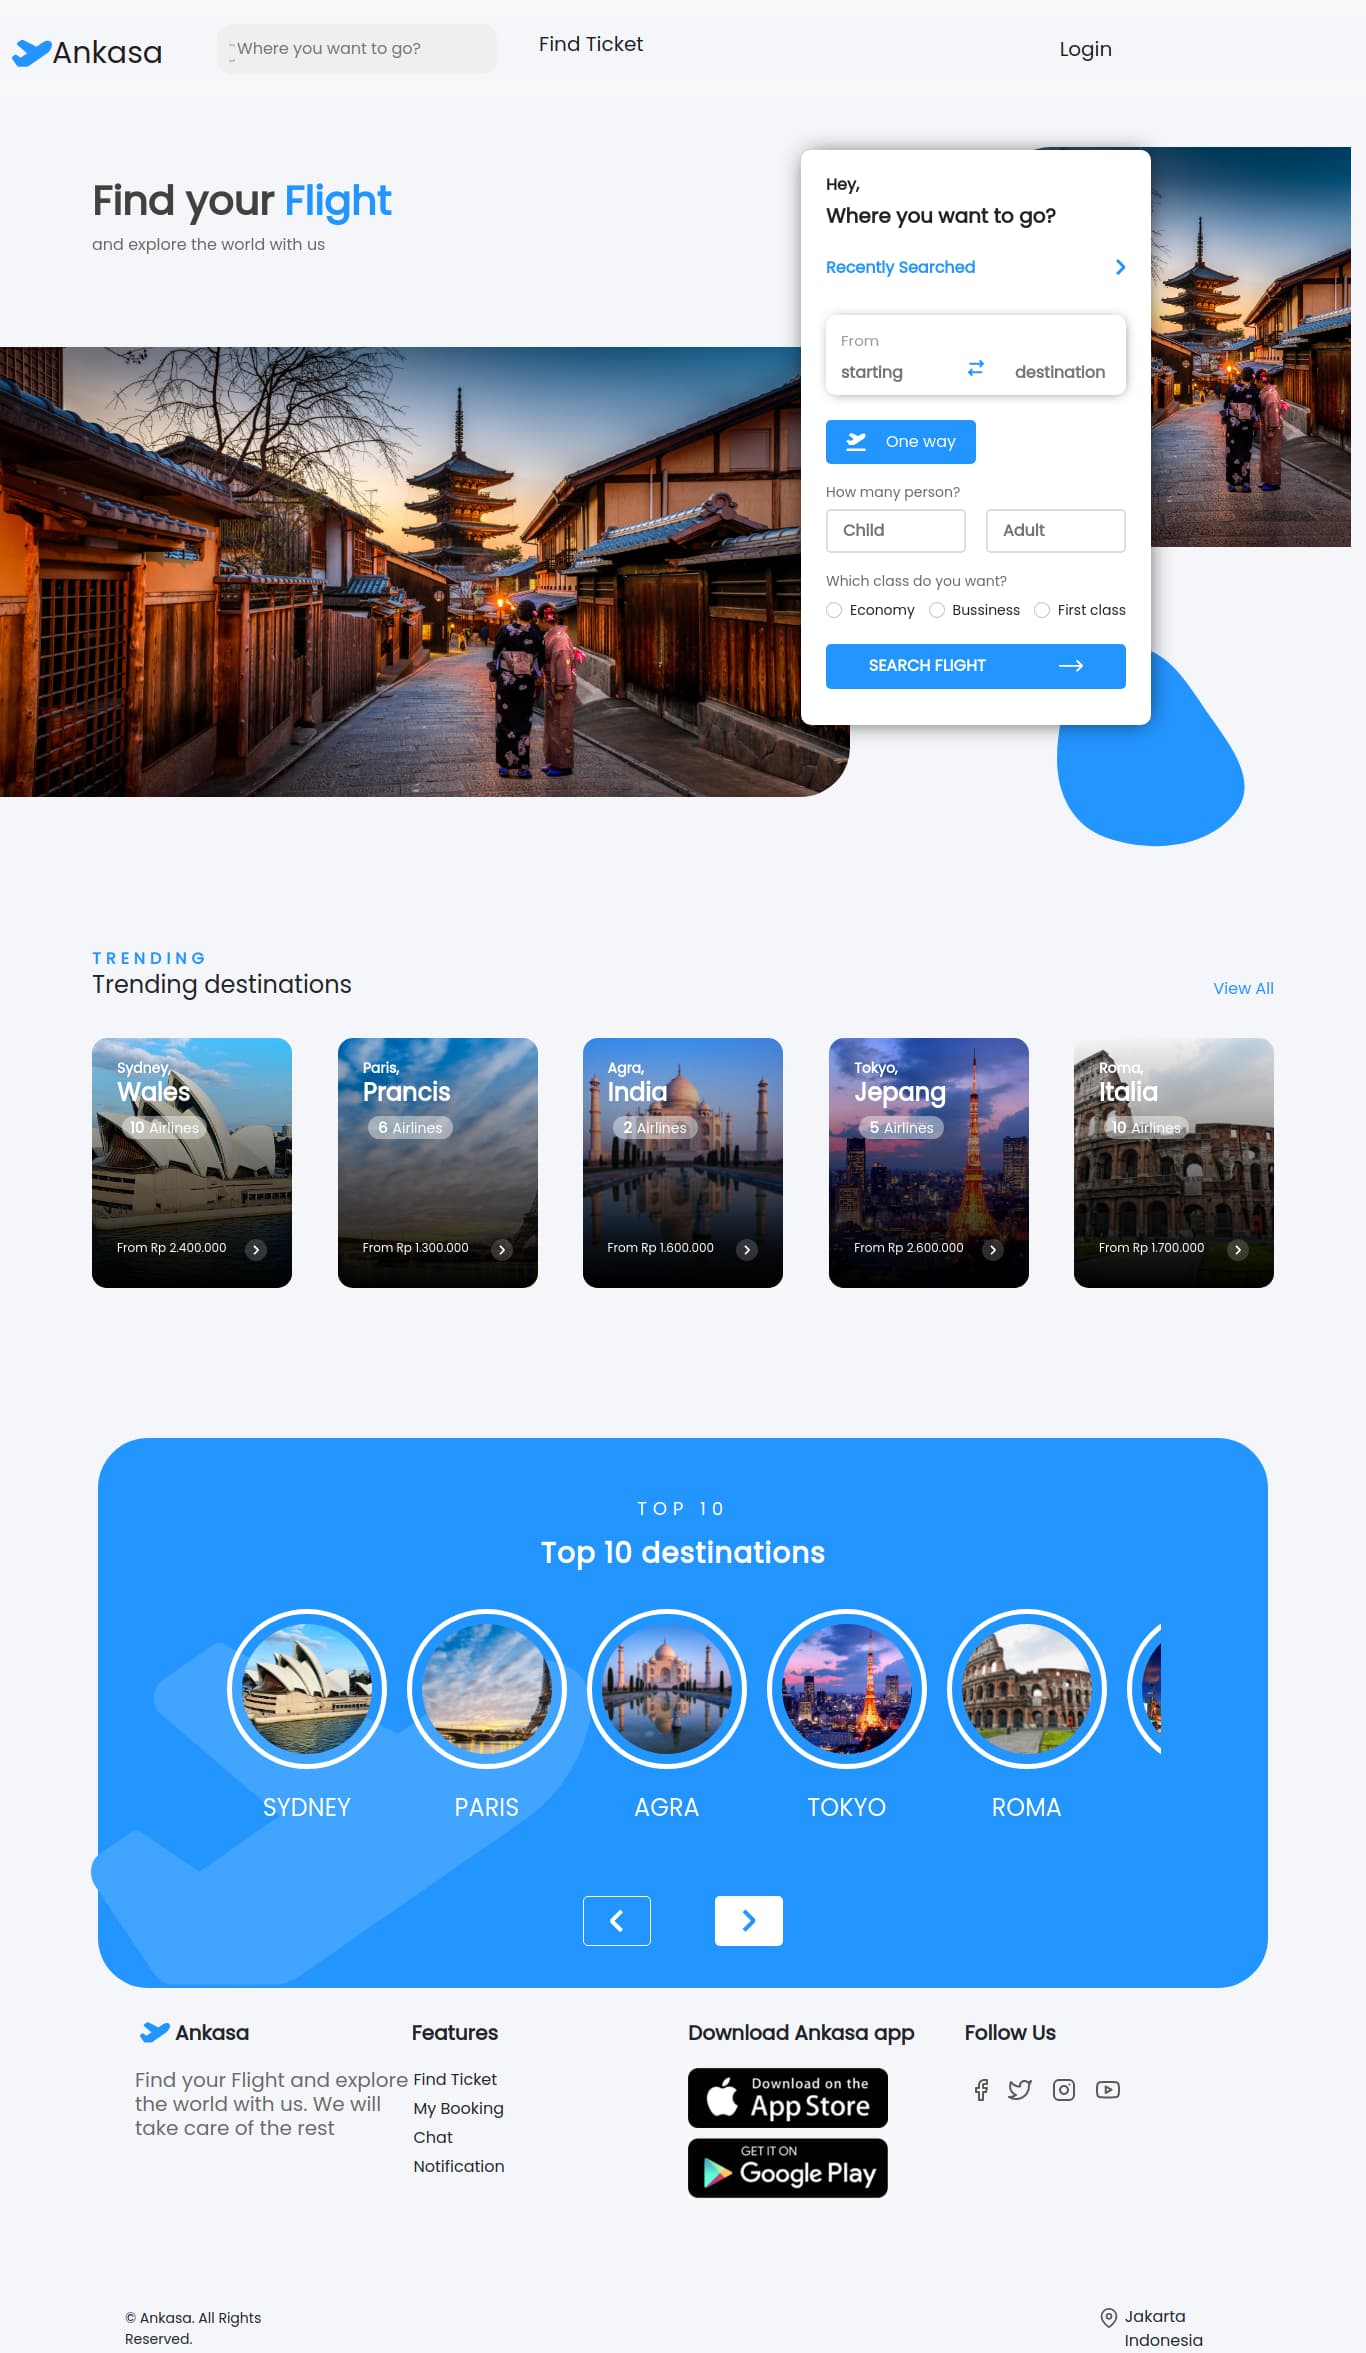 Ankasa
Where you want to go?
Find Ticket
Login
Find your Flight
and explore the world with us
Hey,
Where you want to go?
Recently Searched
From
starting
destination
One way
How many person?
Child
Adult
Which class do you want?
Economy
Bussiness
First class
SEARCH FLIGHT
TRENDING
Trending destinations
View All
Sydney,
Wales
10 Airlines
From Rp 2.400.000
Paris,
Prancis
6 Airlines
From Rp 1.300.000
Agra,
India
2 Airlines
From Rp 1.600.000
Tokyo,
Jepang
5 Airlines
From Rp 2.600.000
Roma,
Italia
10 Airlines
From Rp 1.700.000
TOP 10
Top 10 destinations
SYDNEY
PARIS
AGRA
TOKYO
ROMA
Ankasa
Find your Flight and explore
the world with us. We will
take care of the rest
Features
Find Ticket
My Booking
Chat
Notification
Download Ankasa app
Download on the
App Store
GET IT ON
Google Play
Follow Us
© Ankasa. All Rights
Reserved.
Jakarta
Indonesia